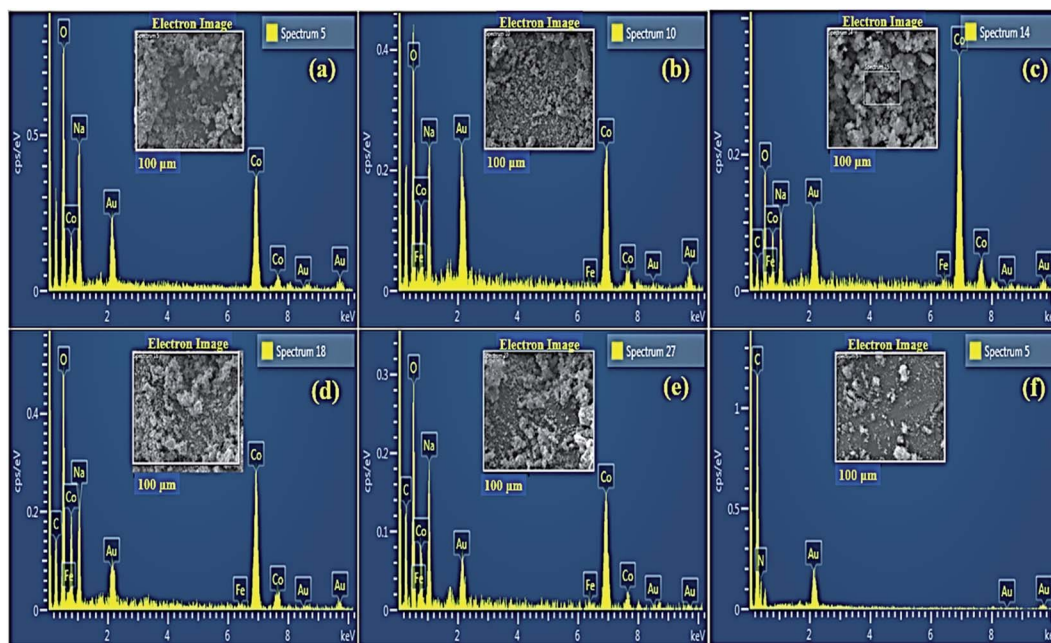 Electron Image
Spectrum 5
(a)
O
Na
Co
Au
Co
Co
Au
Au
cps/eV
0.5
0
2
4
6
8
keV
100 µm
Electron Image
Spectrum 10
(b)
O
Na
Au
Co
Fe
Co
Fe
Co
Au
Au
cps/eV
0.4
0.2
0
2
4
6
8
keV
100 µm
Electron Image
Spectrum 14
(c)
Co
O
Na
Au
Co
C
Fe
Fe
Co
Au
Au
cps/eV
0.2
0
2
4
6
8
keV
100 µm
Electron Image
Spectrum 18
(d)
O
Na
Co
C
Fe
Au
Co
Fe
Co
Au
Au
cps/eV
0.4
0.2
0
2
4
6
8
keV
100 µm
Electron Image
Spectrum 27
(e)
O
Na
C
Co
Fe
Au
Co
Fe
Co
Au
Au
cps/eV
0.3
0.2
0.1
0
2
4
6
8
keV
100 µm
Electron Image
Spectrum 5
(f)
C
N
Au
Au
Au
cps/eV
1
0.5
0
2
4
6
8
keV
100 µm